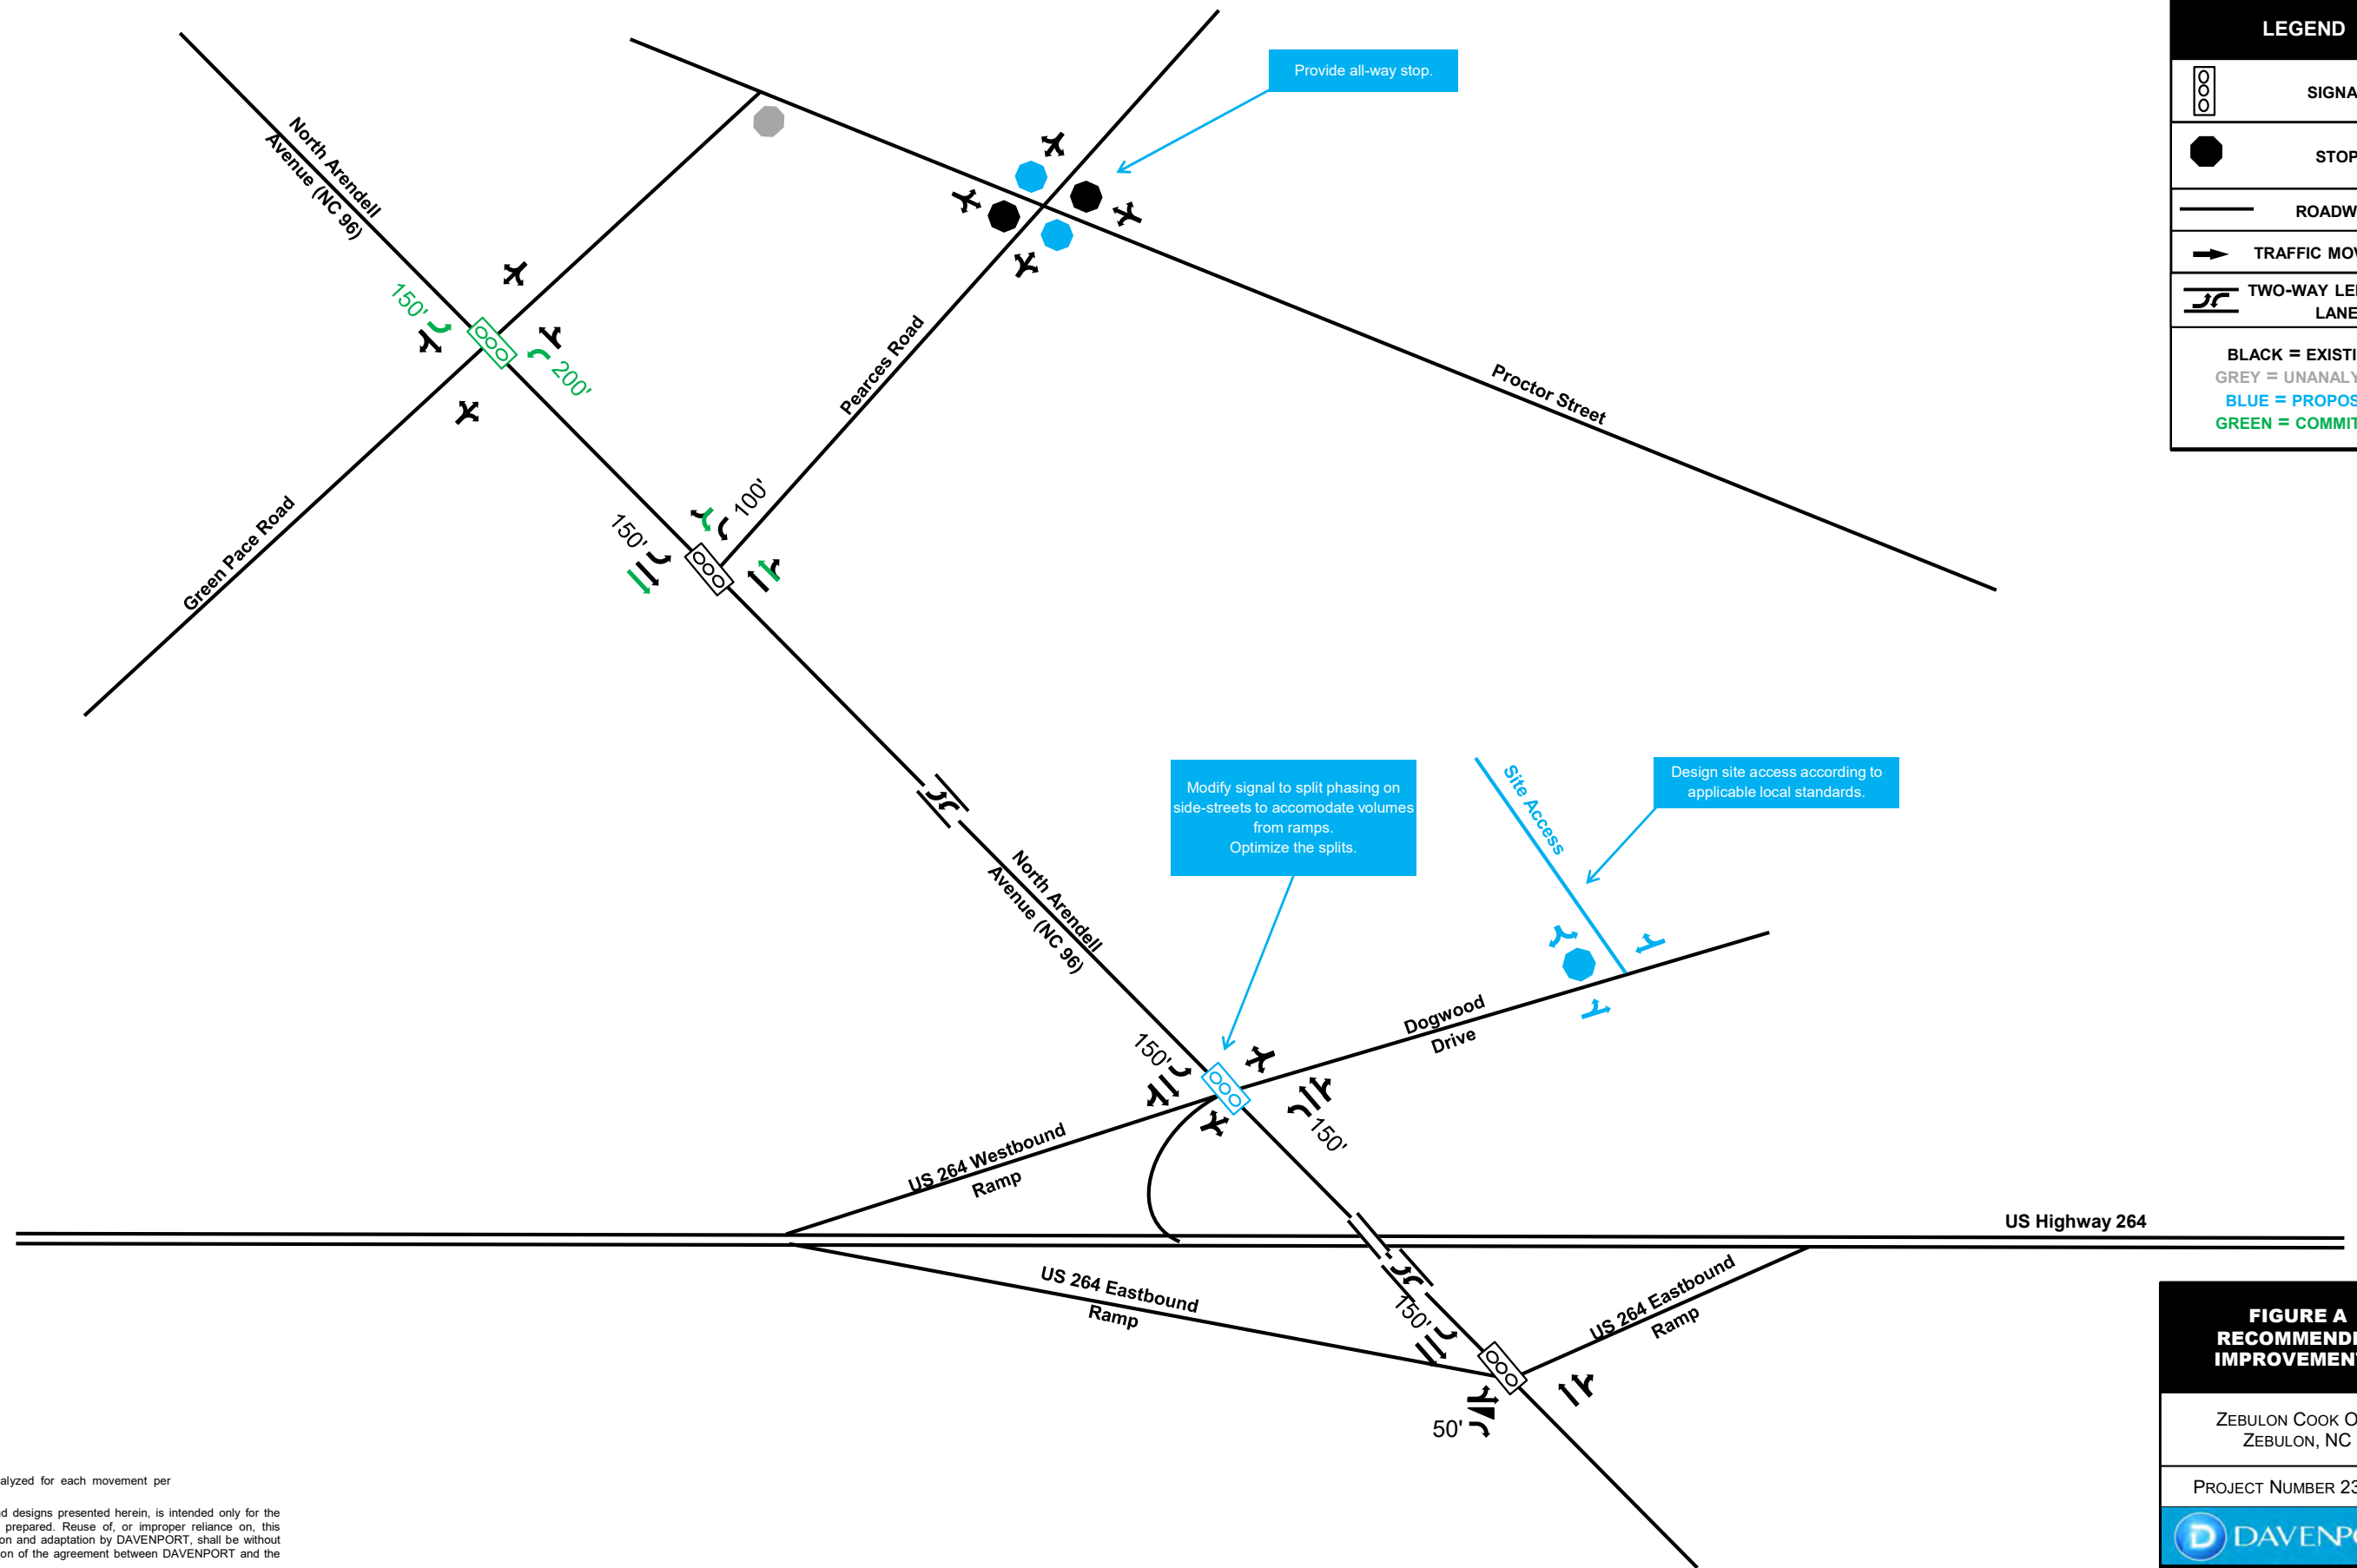 LEGEND
SIGNA
STOP
ROADW
TRAFFIC MOV
TWO-WAY LE
LANE
BLACK = EXISTI
GREY = UNANALY
BLUE = PROPOS
GREEN = COMMIT
Provide all-way stop.
North Arendell
Avenue (NC 96)
150'
200'
Green Pace Road
Pearces Road
Proctor Street
100'
150'
Modify signal to split phasing on
side-streets to accomodate volumes
from ramps.
Optimize the splits.
Design site access according to
applicable local standards.
Site Access
North Arendell
Avenue (NC 96)
Dogwood
Drive
150'
150'
US 264 Westbound
Ramp
US Highway 264
US 264 Eastbound
Ramp
150'
US 264 Eastbound
Ramp
50'
FIGURE A
RECOMMEND
IMPROVEMEN
ZEBULON COOK O
ZEBULON, NC
PROJECT NUMBER 23
DAVENPO
alyzed for each movement per
d designs presented herein, is intended only for the
prepared. Reuse of, or improper reliance on, this
on and adaptation by DAVENPORT, shall be without
on of the agreement between DAVENPORT and the